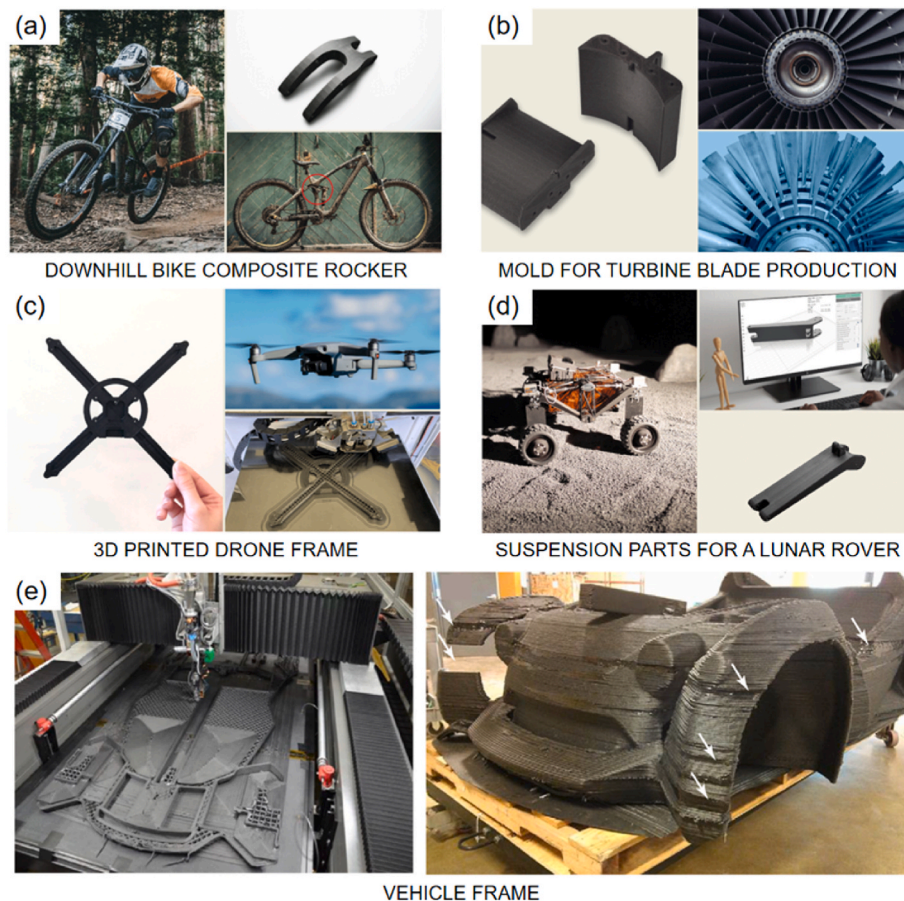 (a)
(b)
DOWNHILL BIKE COMPOSITE ROCKER
MOLD FOR TURBINE BLADE PRODUCTION
(c)
(d)
3D PRINTED DRONE FRAME
SUSPENSION PARTS FOR A LUNAR ROVER
(e)
VEHICLE FRAME